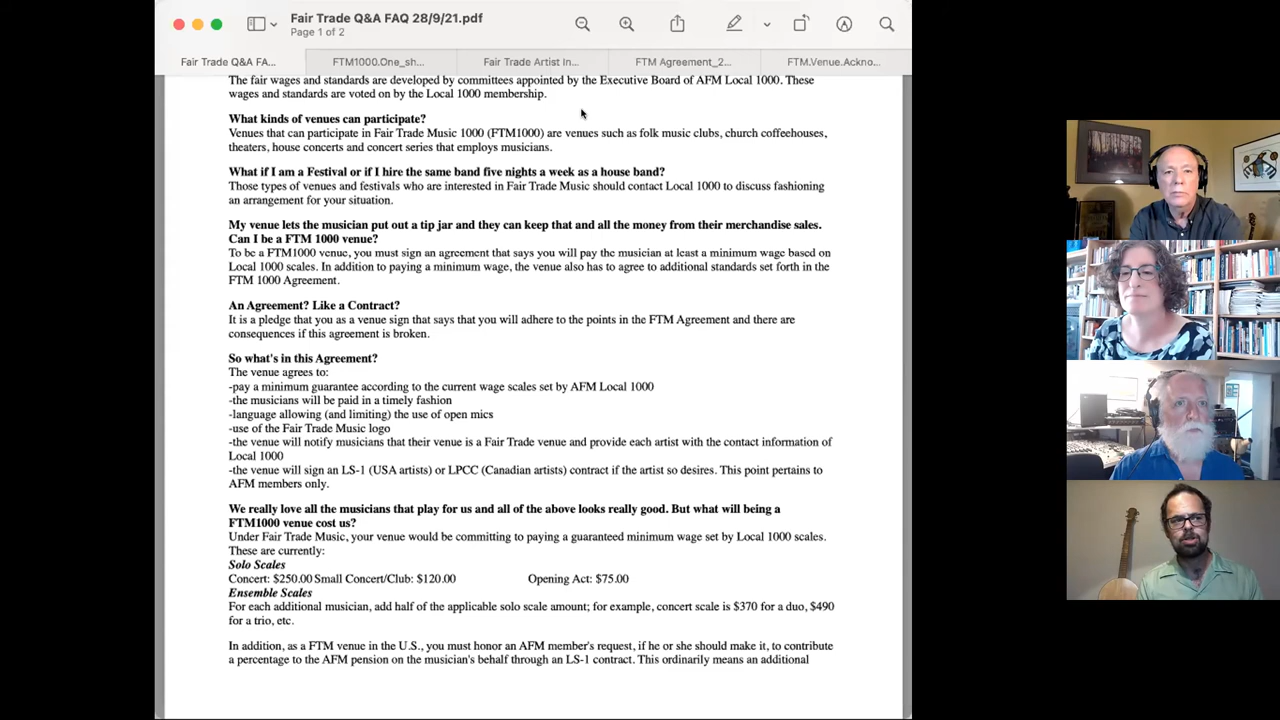 Fair Trade Q&A FAQ 28/9/21.pdf
Page 1 of 2
Fair Trade Q&A FA... FTM1000.One_sh... Fair Trade Artist In... FTM Agreement_2... FTM.Venue.Ackno...
The fair wages and standards are developed by committees appointed by the Executive Board of AFM Local 1000. These
wages and standards are voted on by the Local 1000 membership.
What kinds of venues can participate?
Venues that can participate in Fair Trade Music 1000 (FTM1000) are venues such as folk music clubs, church coffeehouses,
theaters, house concerts and concert series that employs musicians.
What if I am a Festival or if I hire the same band five nights a week as a house band?
Those types of venues and festivals who are interested in Fair Trade Music should contact Local 1000 to discuss fashioning
an arrangement for your situation.
My venue lets the musician put out a tip jar and they can keep that and all the money from their merchandise sales.
Can I be a FTM 1000 venue?
To be a FTM1000 venue, you must sign an agreement that says you will pay the musician at least a minimum wage based on
Local 1000 scales. In addition to paying a minimum wage, the venue also has to agree to additional standards set forth in the
FTM 1000 Agreement.
An Agreement? Like a Contract?
It is a pledge that you as a venue sign that says that you will adhere to the points in the FTM Agreement and there are
consequences if this agreement is broken.
So what's in this Agreement?
The venue agrees to:
-pay a minimum guarantee according to the current wage scales set by AFM Local 1000
-the musicians will be paid in a timely fashion
-language allowing (and limiting) the use of open mics
-use of the Fair Trade Music logo
-the venue will notify musicians that their venue is a Fair Trade venue and provide each artist with the contact information of
Local 1000
-the venue will sign an LS-1 (USA artists) or LPCC (Canadian artists) contract if the artist so desires. This point pertains to
AFM members only.
We really love all the musicians that play for us and all of the above looks really good. But what will being a
FTM1000 venue cost us?
Under Fair Trade Music, your venue would be committing to paying a guaranteed minimum wage set by Local 1000 scales.
These are currently:
Solo Scales
Concert: $250.00 Small Concert/Club: $120.00 Opening Act: $75.00
Ensemble Scales
For each additional musician, add half of the applicable solo scale amount; for example, concert scale is $370 for a duo, $490
for a trio, etc.
In addition, as a FTM venue in the U.S., you must honor an AFM member's request, if he or she should make it, to contribute
a percentage to the AFM pension on the musician's behalf through an LS-1 contract. This ordinarily means an additional